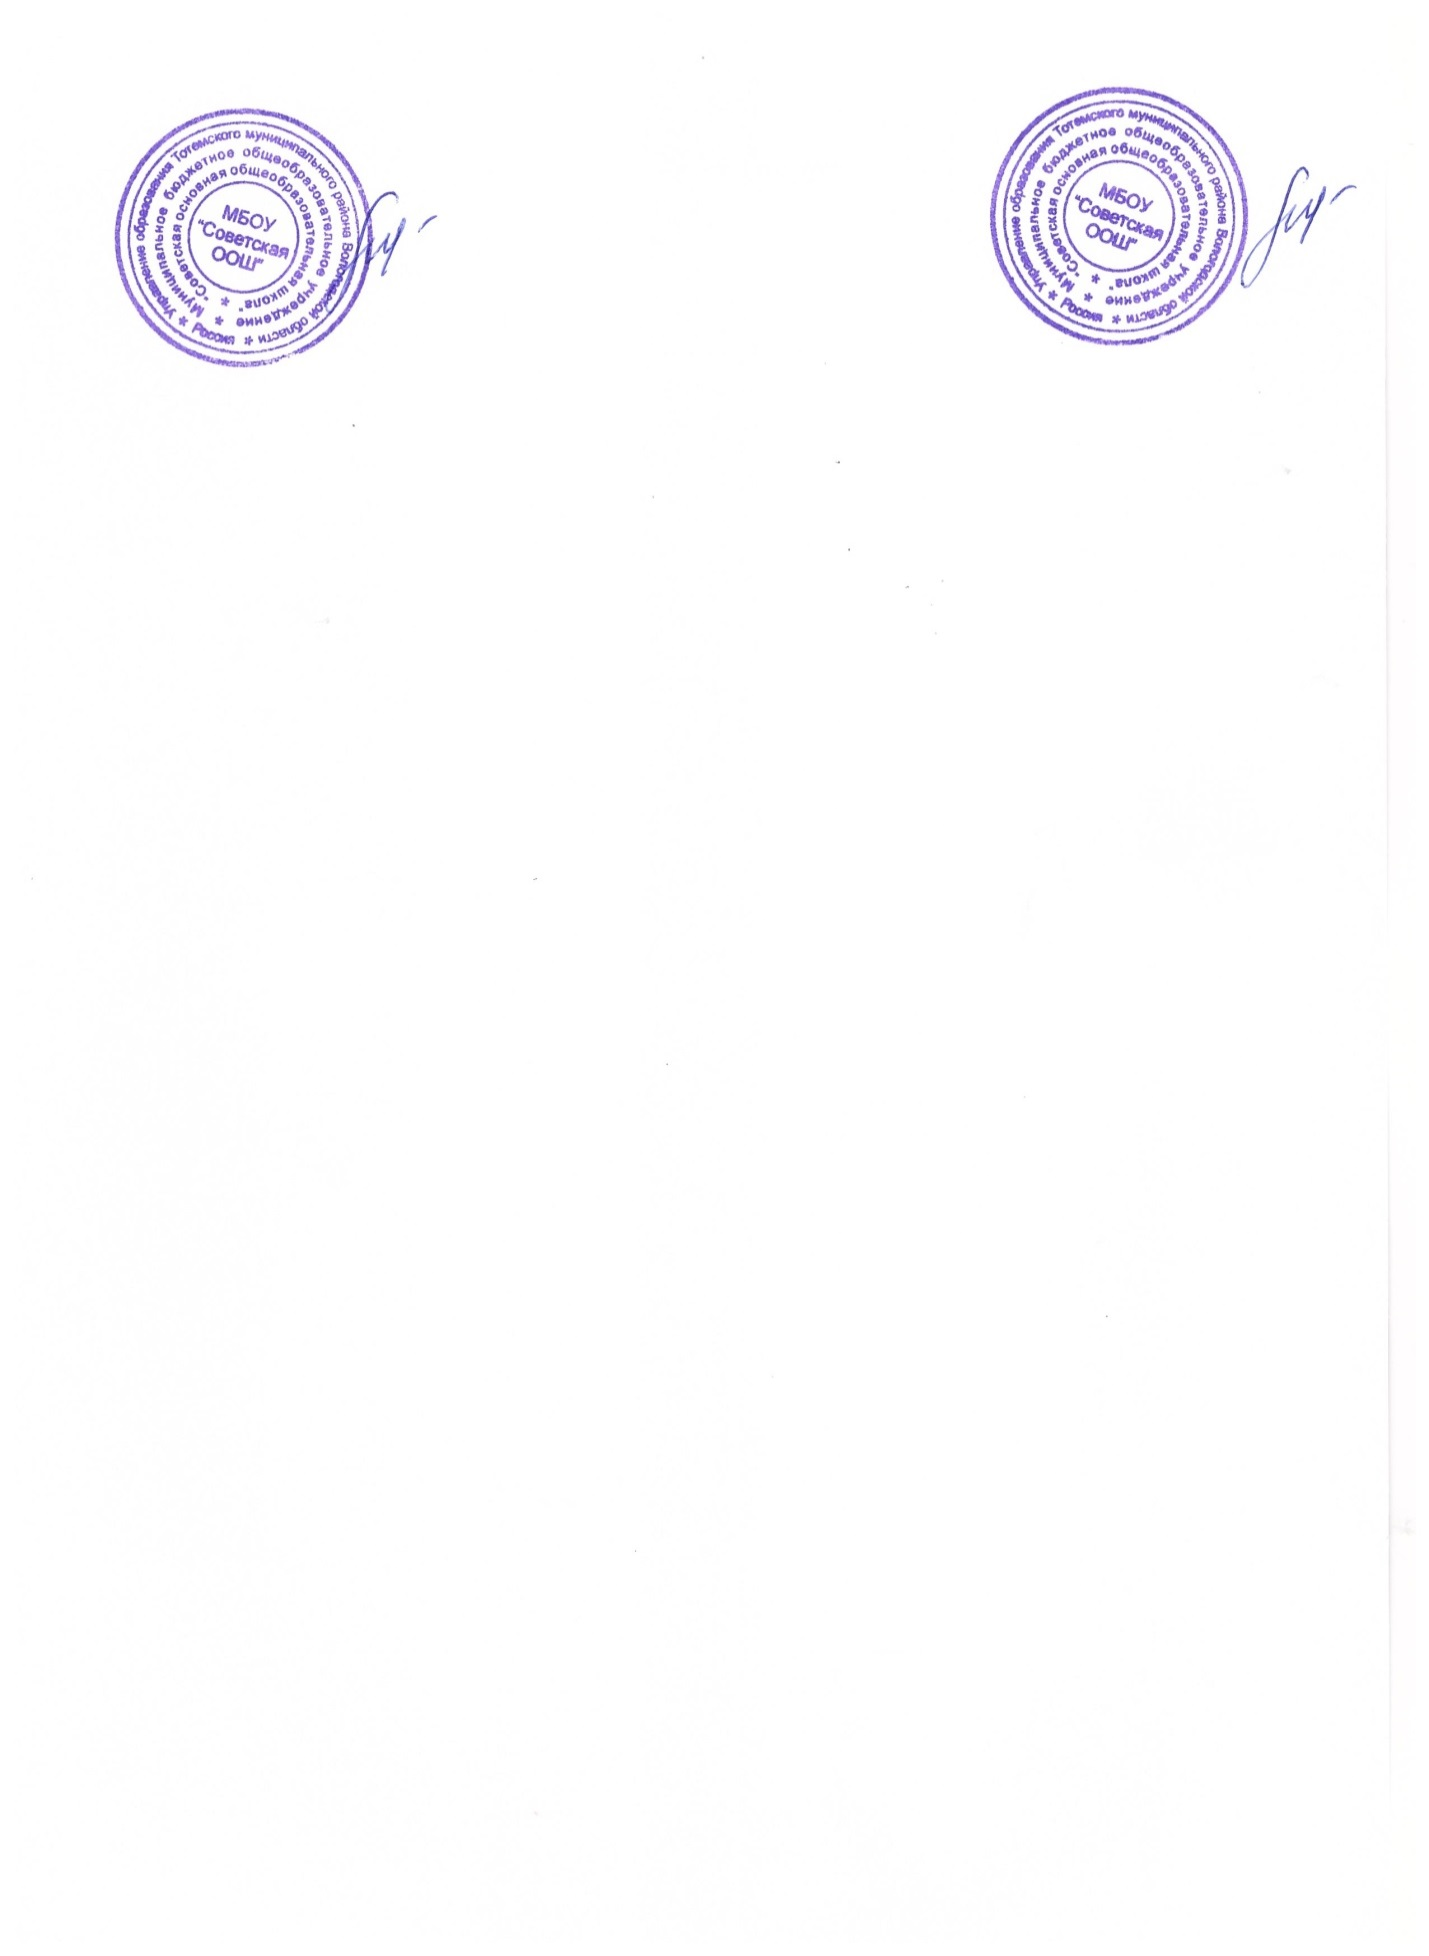 * Россия * Управление образования Тотемского муниципального района Вологодской области
* Муниципальное бюджетное общеобразовательное учреждение
* "Советская основная общеобразовательная школа"
МБОУ
"Советская
ООШ"
* Россия * Управление образования Тотемского муниципального района Вологодской области
* Муниципальное бюджетное общеобразовательное учреждение
* "Советская основная общеобразовательная школа"
МБОУ
"Советская
ООШ"